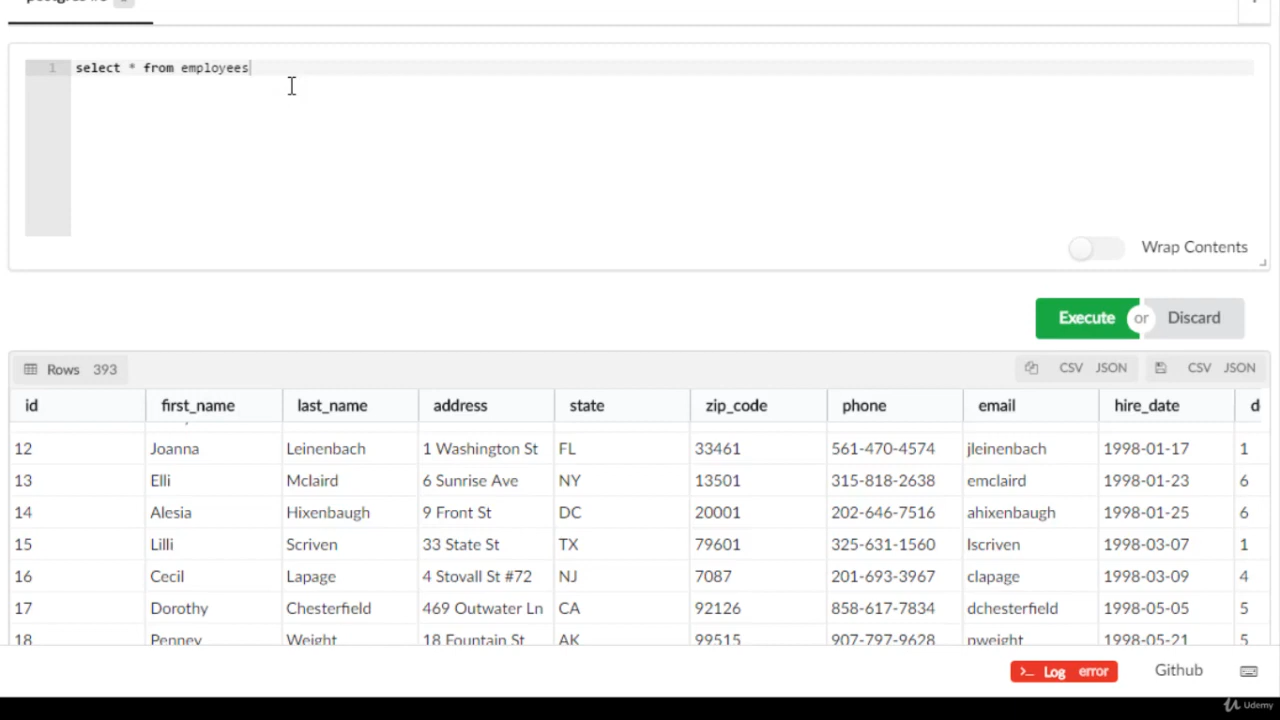 1 select * from employees
Wrap Contents
Execute or Discard
Rows 393 CSV JSON CSV JSON
id first_name last_name address state zip_code phone email hire_date d
12 Joanna Leinenbach 1 Washington St FL 33461 561-470-4574 jleinenbach 1998-01-17 1
13 Elli Mclaird 6 Sunrise Ave NY 13501 315-818-2638 emclaird 1998-01-23 6
14 Alesia Hixenbaugh 9 Front St DC 20001 202-646-7516 ahixenbaugh 1998-01-25 6
15 Lilli Scriven 33 State St TX 79601 325-631-1560 lscriven 1998-03-07 1
16 Cecil Lapage 4 Stovall St #72 NJ 7087 201-693-3967 clapage 1998-03-09 4
17 Dorothy Chesterfield 469 Outwater Ln CA 92126 858-617-7834 dchesterfield 1998-05-05 5
18 Penney Weight 18 Fountain St AK 99515 907-797-9628 pweight 1998-05-21 5
>_ Log error Github
Udemy